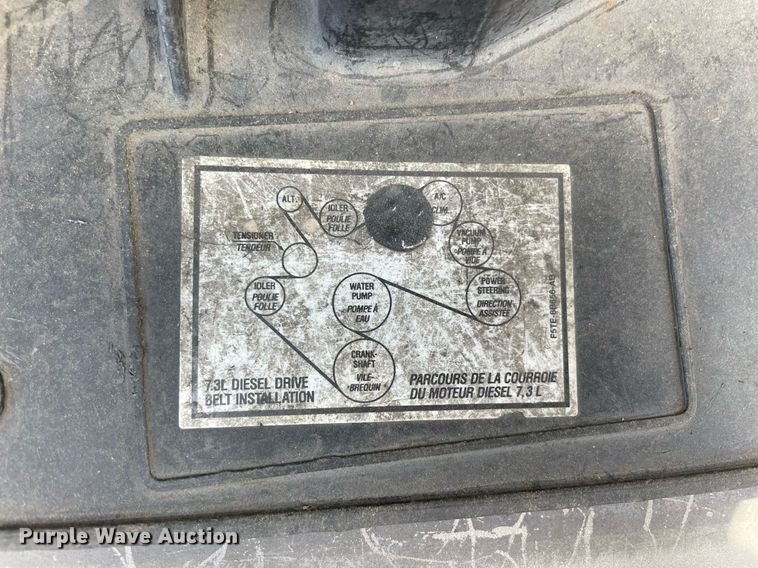 ALT.
IDLER
POULIE
FOLLE
A/C
CLIM.
TENSIONER
TENDEUR
VACUUM
PUMP
POMPE À
VIDE
IDLER
POULIE
FOLLE
WATER
PUMP
POMPE À
EAU
POWER
STEERING
DIRECTION
ASSISTÉE
CRANK-
SHAFT
VILE-
BREQUIN
7.3L DIESEL DRIVE
BELT INSTALLATION
PARCOURS DE LA COURROIE
DU MOTEUR DIESEL 7,3 L
Purple Wave Auction